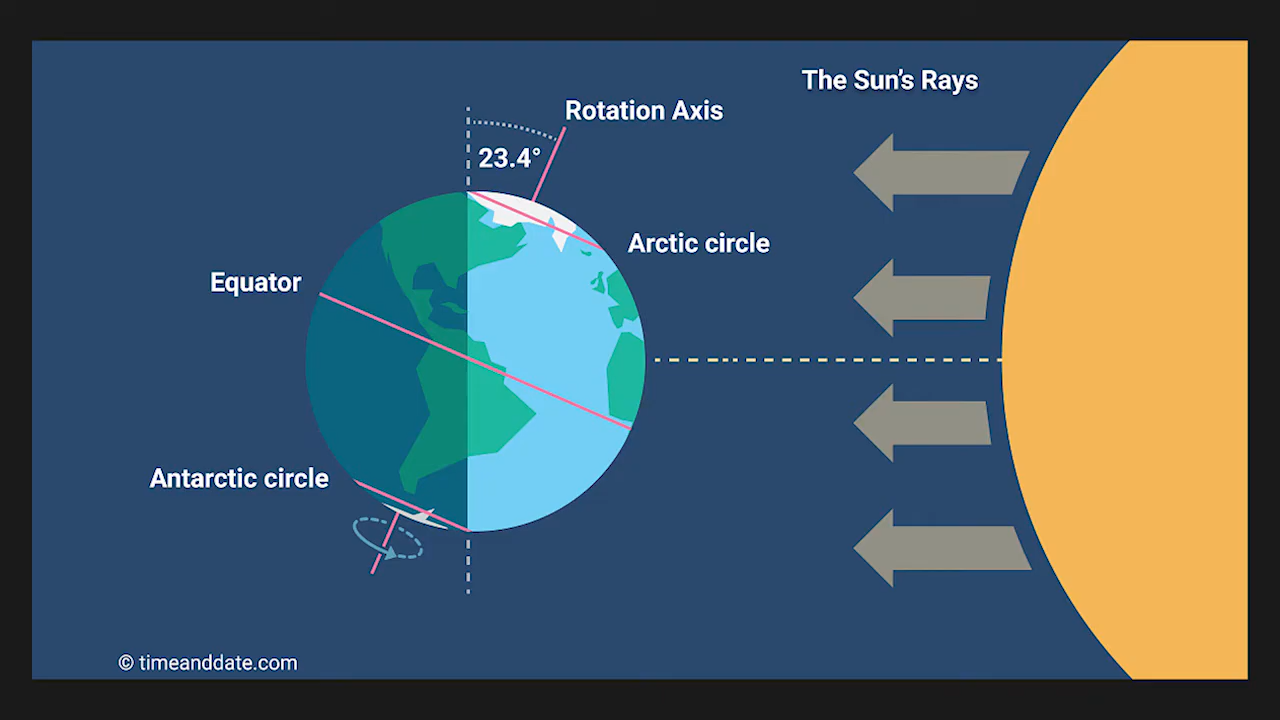 The Sun's Rays
Rotation Axis
23.4°
Arctic circle
Equator
Antarctic circle
© timeanddate.com